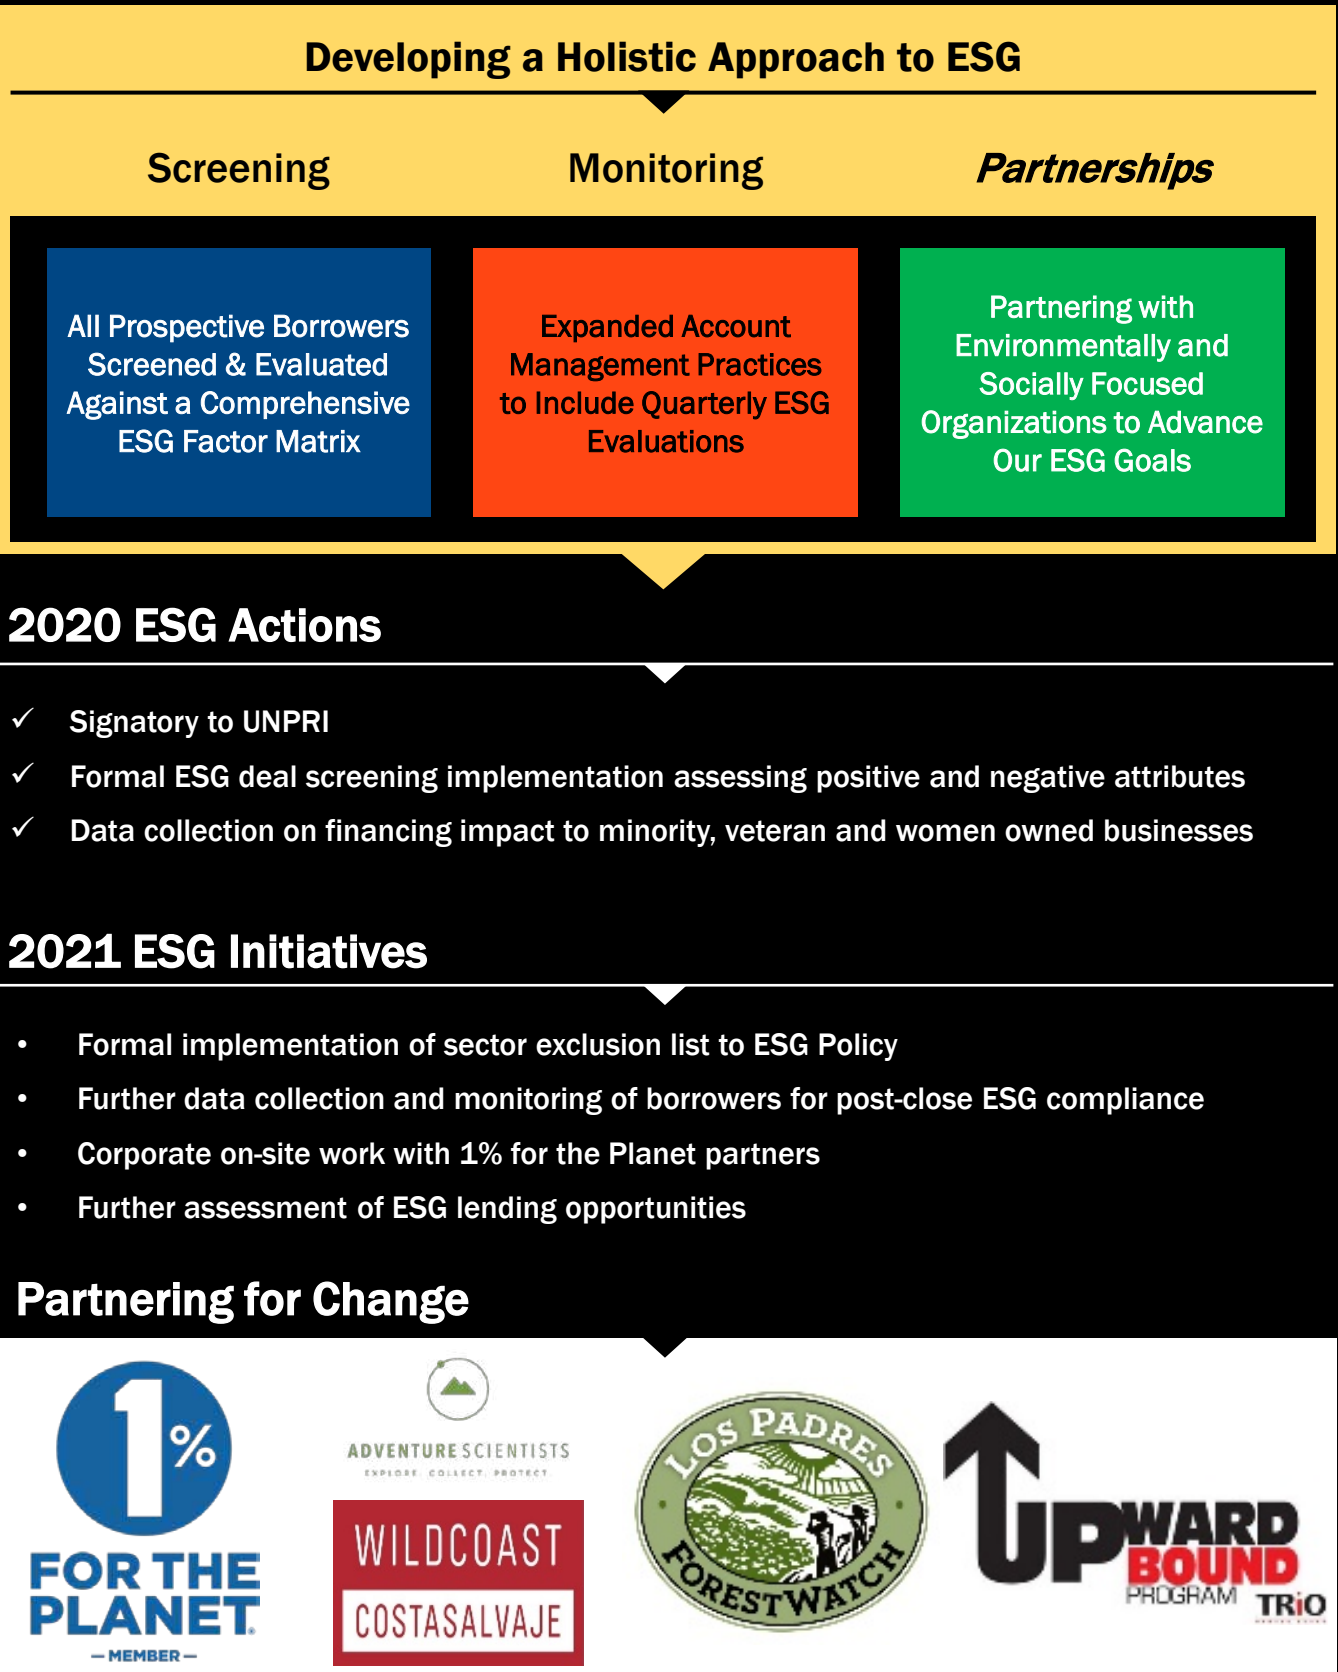 Developing a Holistic Approach to ESG
Screening
Monitoring
Partnerships
All Prospective Borrowers
Screened & Evaluated
Against a Comprehensive
ESG Factor Matrix
Expanded Account
Management Practices
to Include Quarterly ESG
Evaluations
Partnering with
Environmentally and
Socially Focused
Organizations to Advance
Our ESG Goals
2020 ESG Actions
✓ Signatory to UNPRI
✓ Formal ESG deal screening implementation assessing positive and negative attributes
✓ Data collection on financing impact to minority, veteran and women owned businesses
2021 ESG Initiatives
• Formal implementation of sector exclusion list to ESG Policy
• Further data collection and monitoring of borrowers for post-close ESG compliance
• Corporate on-site work with 1% for the Planet partners
• Further assessment of ESG lending opportunities
Partnering for Change
1%
FOR THE
PLANET®
— MEMBER —
ADVENTURE SCIENTISTS
EXPLORE. COLLECT. PROTECT
WILDCOAST
COSTASALVAJE
LOS PADRES
FORESTWATCH
UPWARD
BOUND
PROGRAM
TRiO